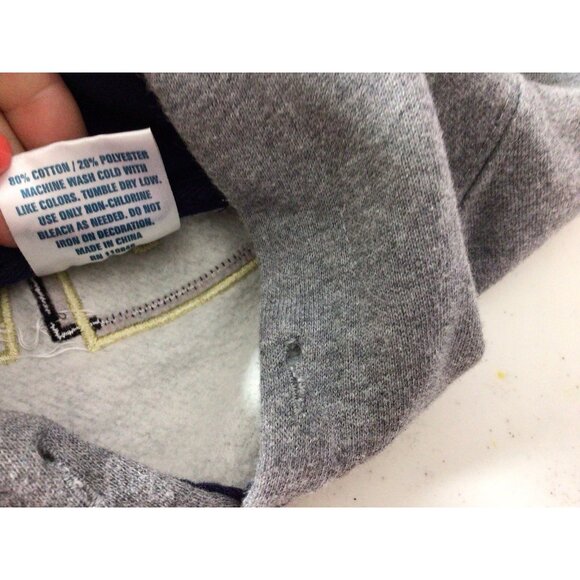 80% COTTON / 20% POLYESTER
MACHINE WASH COLD WITH
LIKE COLORS. TUMBLE DRY LOW.
USE ONLY NON-CHLORINE
BLEACH AS NEEDED. DO NOT
IRON ON DECORATION.
MADE IN CHINA
RN